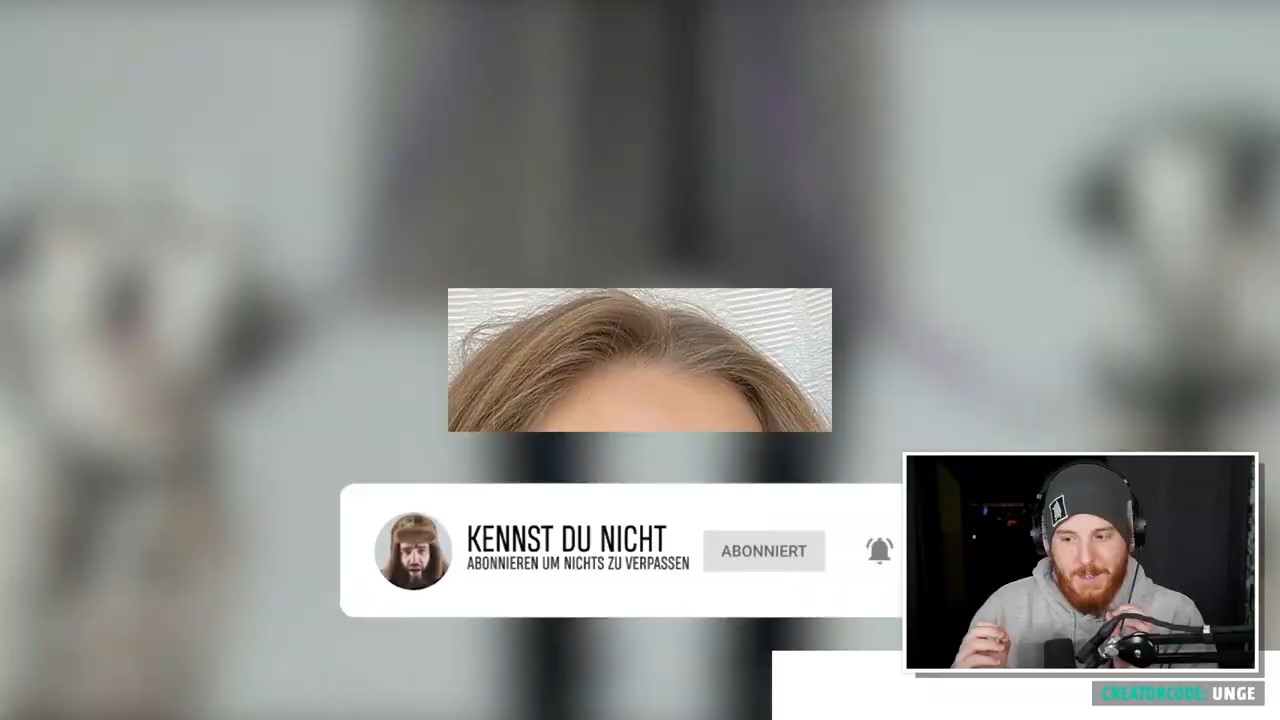 KENNST DU NICHT
ABONNIEREN UM NICHTS ZU VERPASSEN
ABONNIERT
CREATORCODE: UNGE